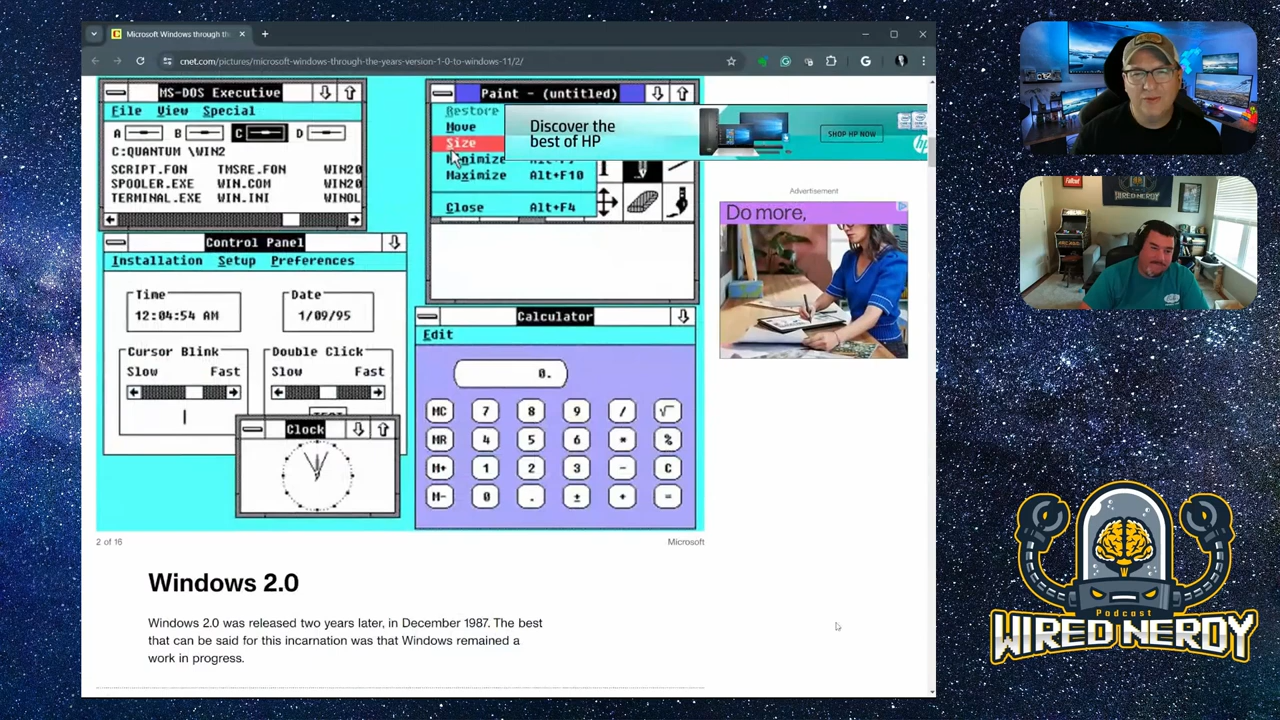 Microsoft Windows through th
cnet.com/pictures/microsoft-windows-through-the-years-version-1-0-to-windows-11/2/
MS-DOS Executive
File View Special
A B C D
C:QUANTUM \WIN2
SCRIPT.FON TMSRE.FON WIN20
SPOOLER.EXE WIN.COM WIN20
TERMINAL.EXE WIN.INI WINOL
Paint - (untitled)
Restore
Move
Size
Minimize
Maximize Alt+F10
Close Alt+F4
Discover the
best of HP
SHOP HP NOW
hp
Advertisement
Do more,
Control Panel
Installation Setup Preferences
Time
12:04:54 AM
Date
1/09/95
Cursor Blink
Slow Fast
Double Click
Slow Fast
Clock
Calculator
Edit
0.
MC 7 8 9 / √
MR 4 5 6 * %
M+ 1 2 3 - C
M- 0 . ± + =
2 of 16
Microsoft
Windows 2.0
Windows 2.0 was released two years later, in December 1987. The best
that can be said for this incarnation was that Windows remained a
work in progress.
Podcast
WIRED NERDY